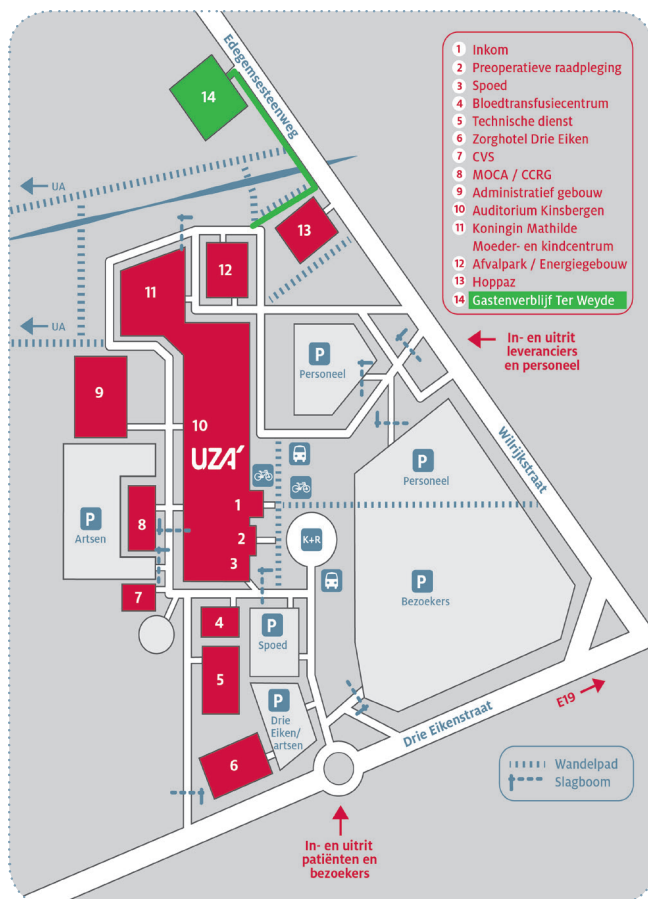 Edegemsesteenweg
14
1 Inkom
2 Preoperatieve raadpleging
3 Spoed
4 Bloedtransfusiecentrum
5 Technische dienst
6 Zorghotel Drie Eiken
7 CVS
8 MOCA / CCRG
9 Administratief gebouw
10 Auditorium Kinsbergen
11 Koningin Mathilde
Moeder- en kindcentrum
12 Afvalpark / Energiegebouw
13 Hoppaz
14 Gastenverblijf Ter Weyde
UA
13
12
11
UA
In- en uitrit
leveranciers
en personeel
P
Personeel
9
10
UZA'
Wilrijkstraat
P
Personeel
P
Artsen
8
1
2
3
K+R
P
Bezoekers
7
4
P
Spoed
5
P
Drie
Eiken/
artsen
6
E19
Drie Eikenstraat
Wandelpad
Slagboom
In- en uitrit
patiënten en
bezoekers